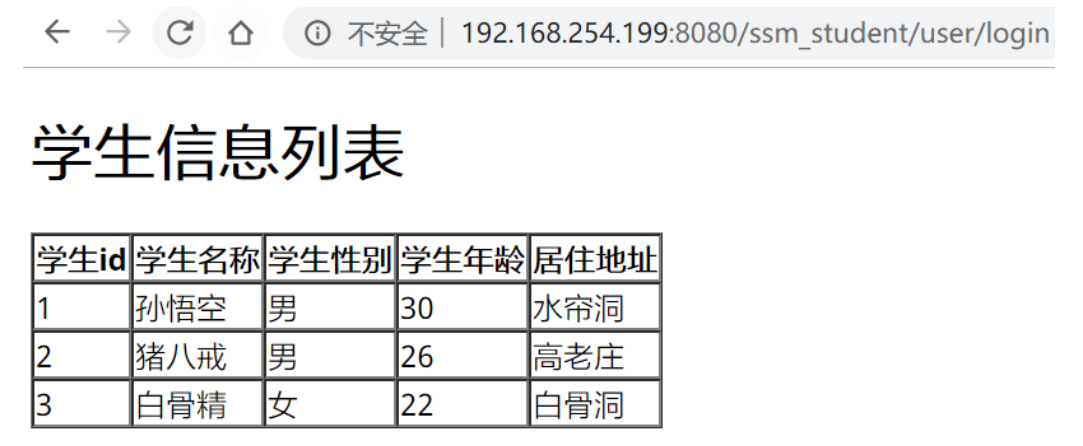 不安全 192.168.254.199:8080/ssm_student/user/login
学生信息列表
学生id 学生名称 学生性别 学生年龄 居住地址
1 孙悟空 男 30 水帘洞
2 猪八戒 男 26 高老庄
3 白骨精 女 22 白骨洞